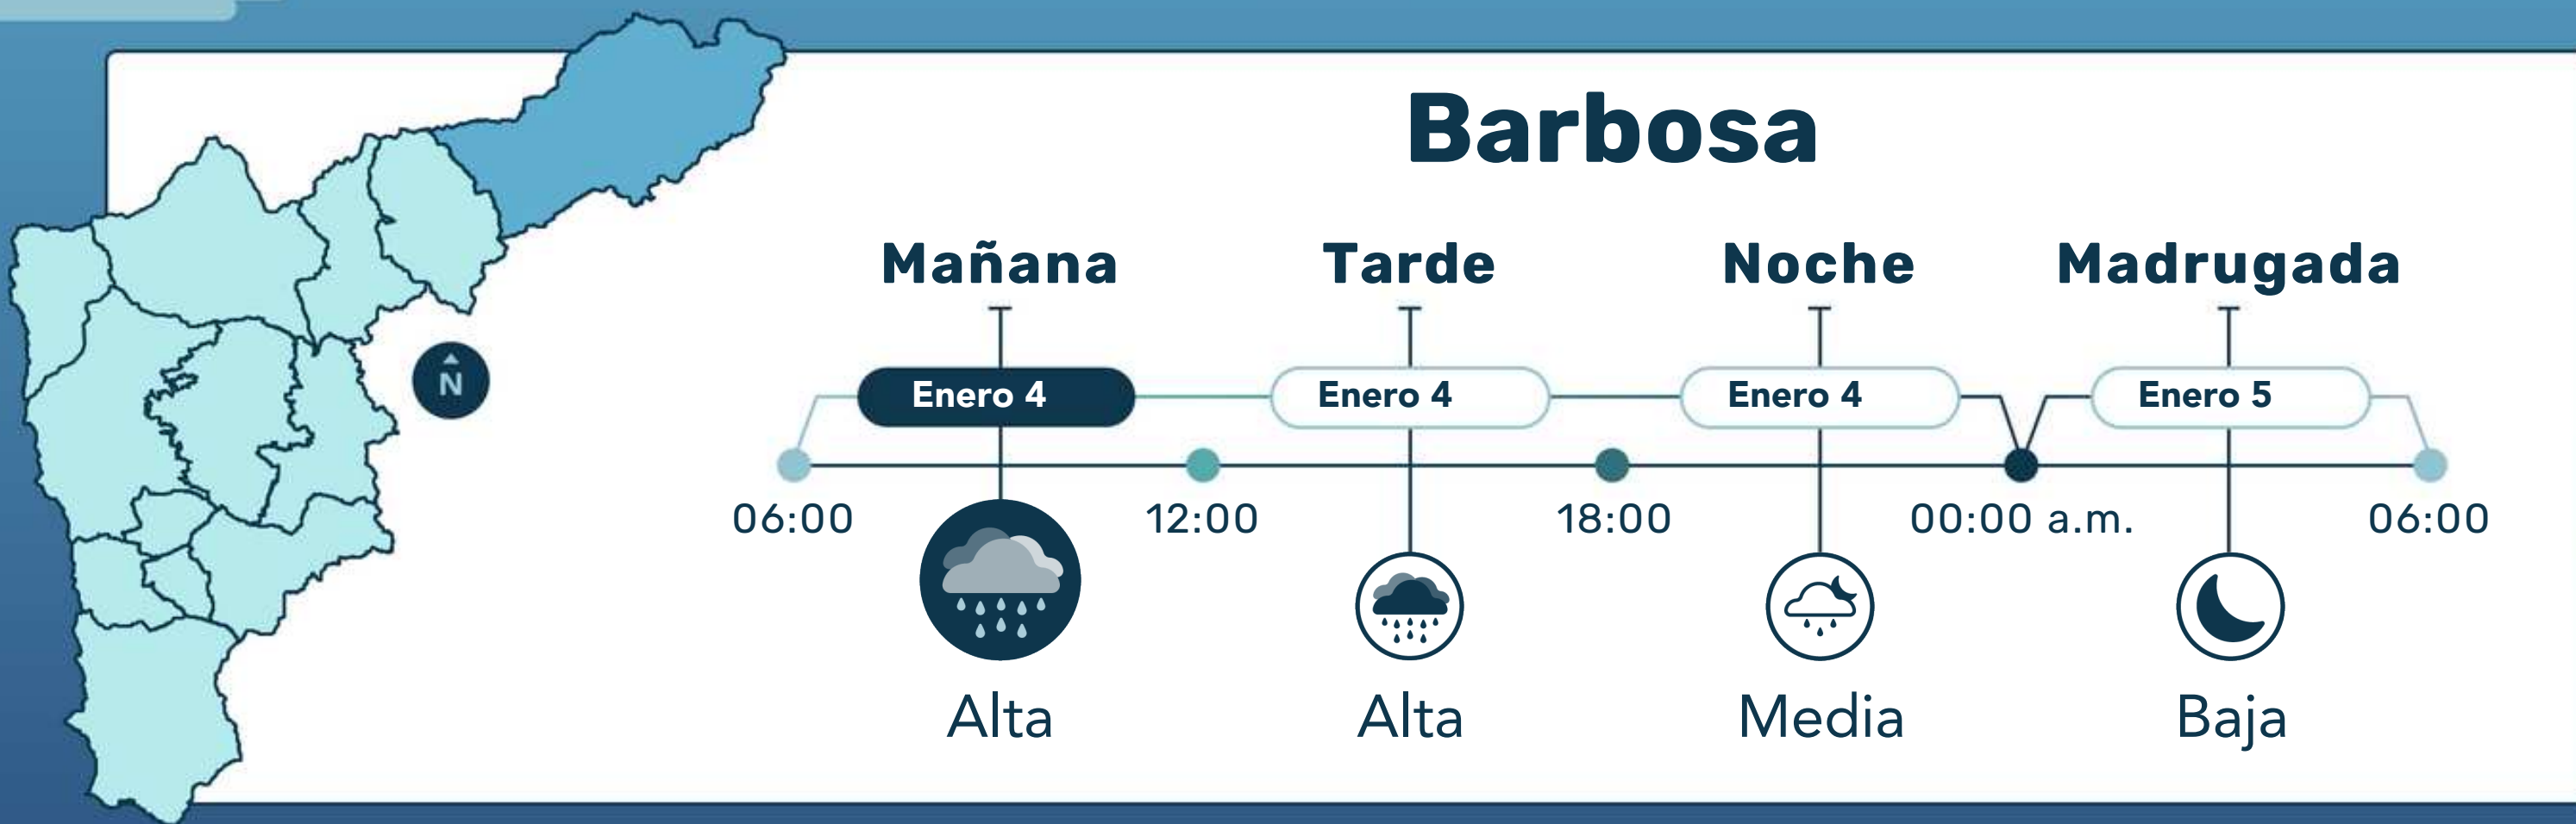 Barbosa
Mañana Tarde Noche Madrugada
N
Enero 4 Enero 4 Enero 4 Enero 5
06:00 12:00 18:00 00:00 a.m. 06:00
Alta Alta Media Baja